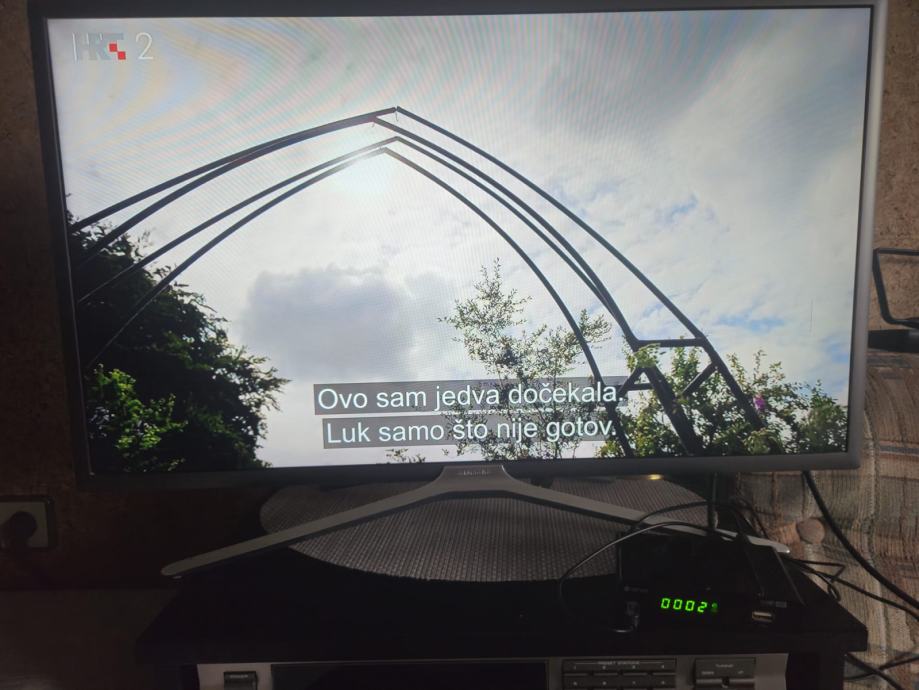 HRT 2
Ovo sam jedva dočekala.
Luk samo što nije gotov.
0002